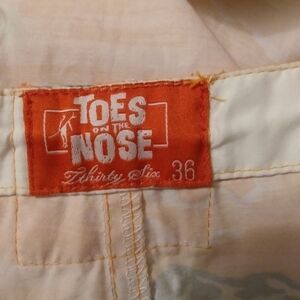 TOES
ON THE
NOSE
Thirty Six 36